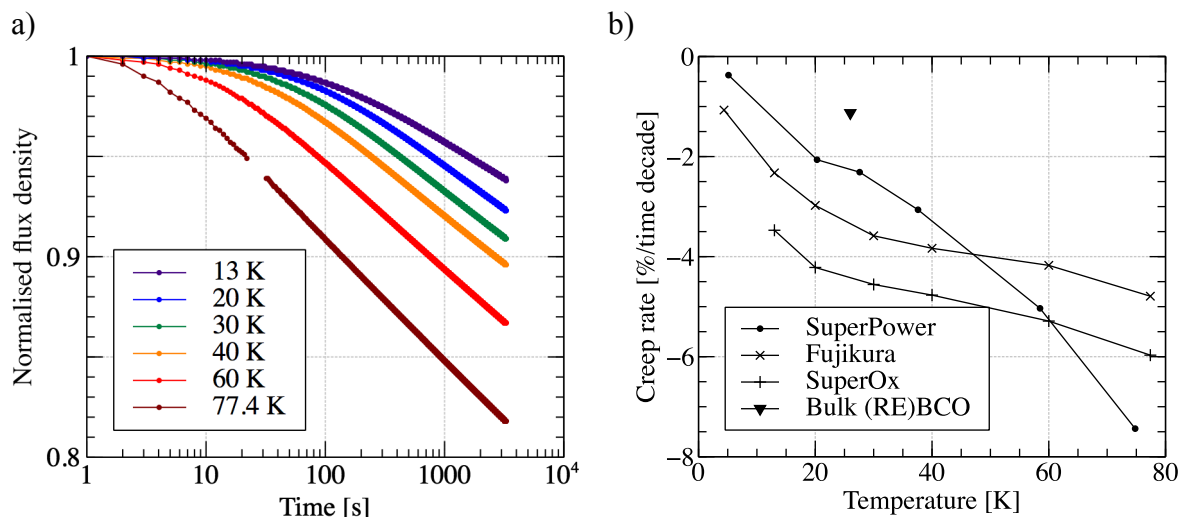 a)
Normalised flux density
1
0.9
0.8
13 K
20 K
30 K
40 K
60 K
77.4 K
1 10 100 1000 10⁴
Time [s]
b)
Creep rate [%/time decade]
0
−2
−4
−6
−8
SuperPower
Fujikura
SuperOx
Bulk (RE)BCO
0 20 40 60 80
Temperature [K]